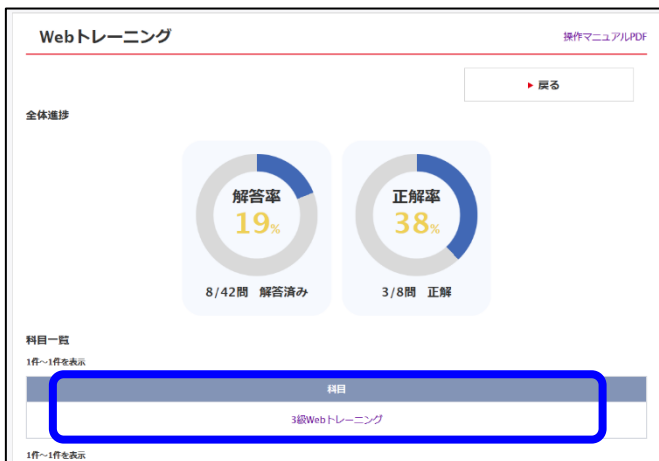 Webトレーニング
操作マニュアルPDF
▶ 戻る
全体進捗
解答率
19%
8/42問 解答済み
正解率
38%
3/8問 正解
科目一覧
1件～1件を表示
科目
3級Webトレーニング
1件～1件を表示